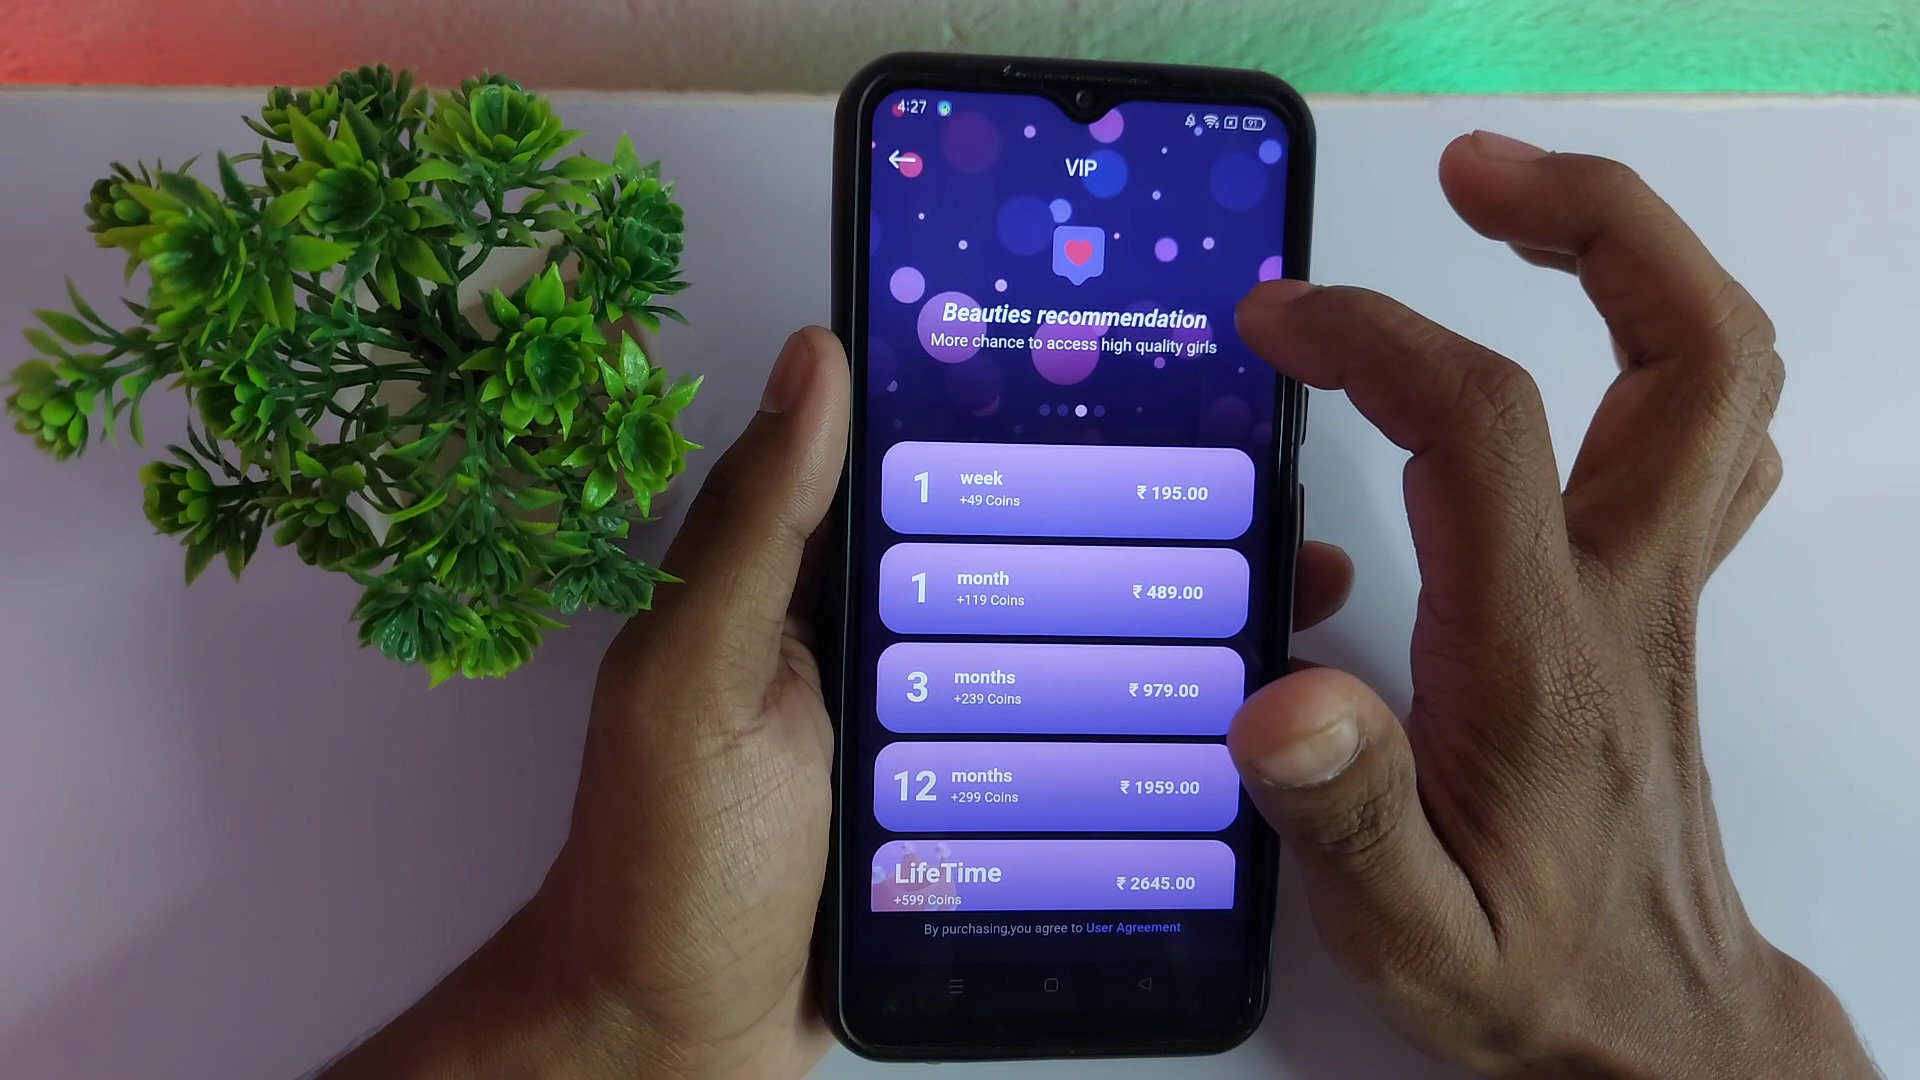 4:27
91
VIP
Beauties recommendation
More chance to access high quality girls
1 week ₹ 195.00
+49 Coins
1 month ₹ 489.00
+119 Coins
3 months ₹ 979.00
+239 Coins
12 months ₹ 1959.00
+299 Coins
LifeTime ₹ 2645.00
+599 Coins
By purchasing,you agree to User Agreement